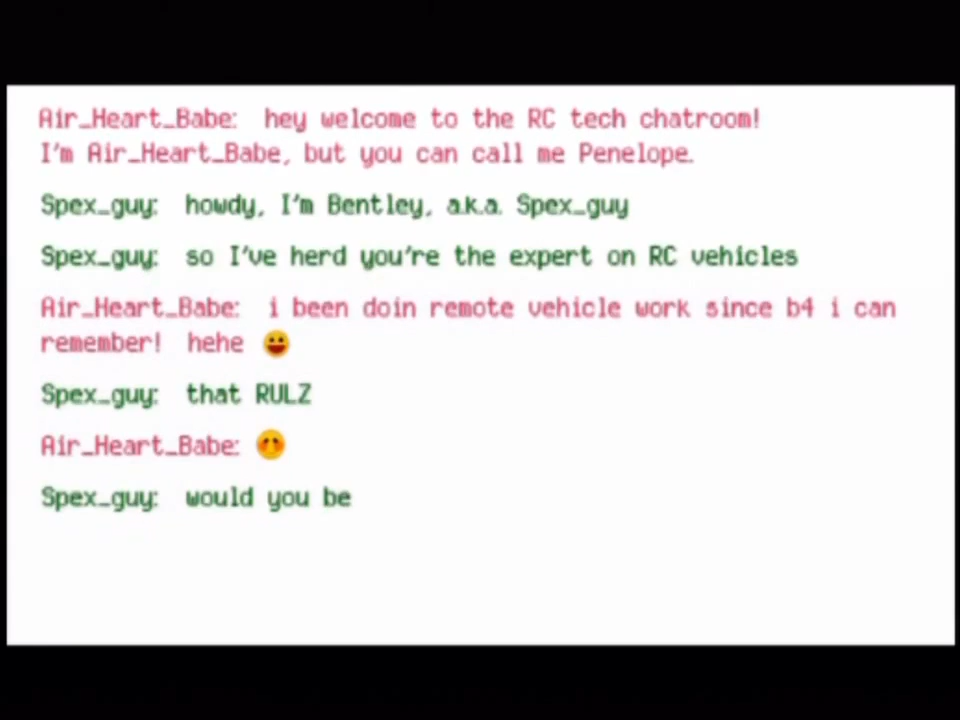 Air_Heart_Babe: hey welcome to the RC tech chatroom!
I'm Air_Heart_Babe, but you can call me Penelope.
Spex_guy: howdy, I'm Bentley, a.k.a. Spex_guy
Spex_guy: so I've herd you're the expert on RC vehicles
Air_Heart_Babe: i been doin remote vehicle work since b4 i can
remember! hehe 😀
Spex_guy: that RULZ
Air_Heart_Babe: 😊
Spex_guy: would you be